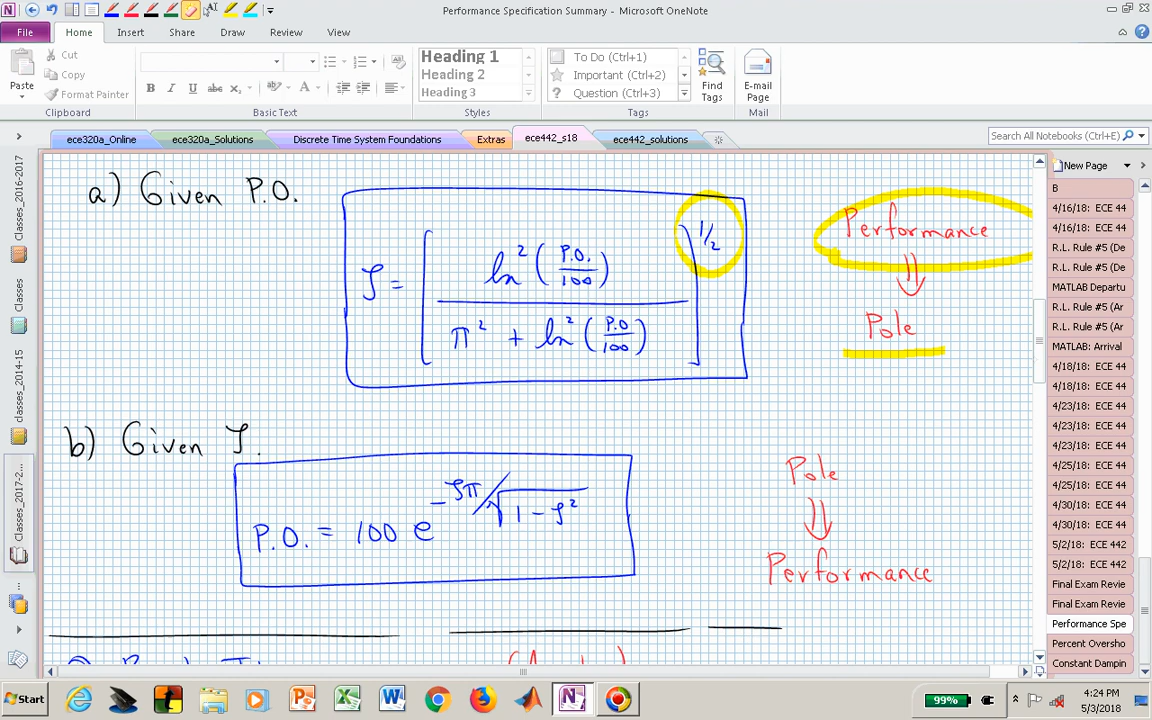 Performance Specification Summary - Microsoft OneNote
File Home Insert Share Draw Review View
Paste
Cut
Copy
Format Painter
Clipboard
Basic Text
Heading 1
Heading 2
Heading 3
Styles
To Do (Ctrl+1)
Important (Ctrl+2)
Question (Ctrl+3)
Tags
Find Tags
E-mail Page
Mail
ece320a_Online ece320a_Solutions Discrete Time System Foundations Extras ece442_s18 ece442_solutions
Search All Notebooks (Ctrl+E)
Classes_2016-2017
Classes
classes_2014-15
Classes_2017-2...
a) Given P.O.
ζ = [ ln² (P.O./100) / π² + ln² (P.O/100) ]^1/2
Performance
⇓
Pole
b) Given ζ.
P.O. = 100 e^-ζπ/√1-ζ²
Pole
⇓
Performance
New Page
B
4/16/18: ECE 44
4/16/18: ECE 44
R.L. Rule #5 (De
R.L. Rule #5 (De
MATLAB Departu
R.L. Rule #5 (Ar
R.L. Rule #5 (Ar
MATLAB: Arrival
4/18/18: ECE 44
4/18/18: ECE 44
4/23/18: ECE 44
4/23/18: ECE 44
4/23/18: ECE 44
4/25/18: ECE 44
4/25/18: ECE 44
4/30/18: ECE 44
4/30/18: ECE 44
5/2/18: ECE 442
5/2/18: ECE 442
Final Exam Revie
Final Exam Revie
Performance Spe
Percent Oversho
Constant Dampin
Start
99%
4:24 PM
5/3/2018